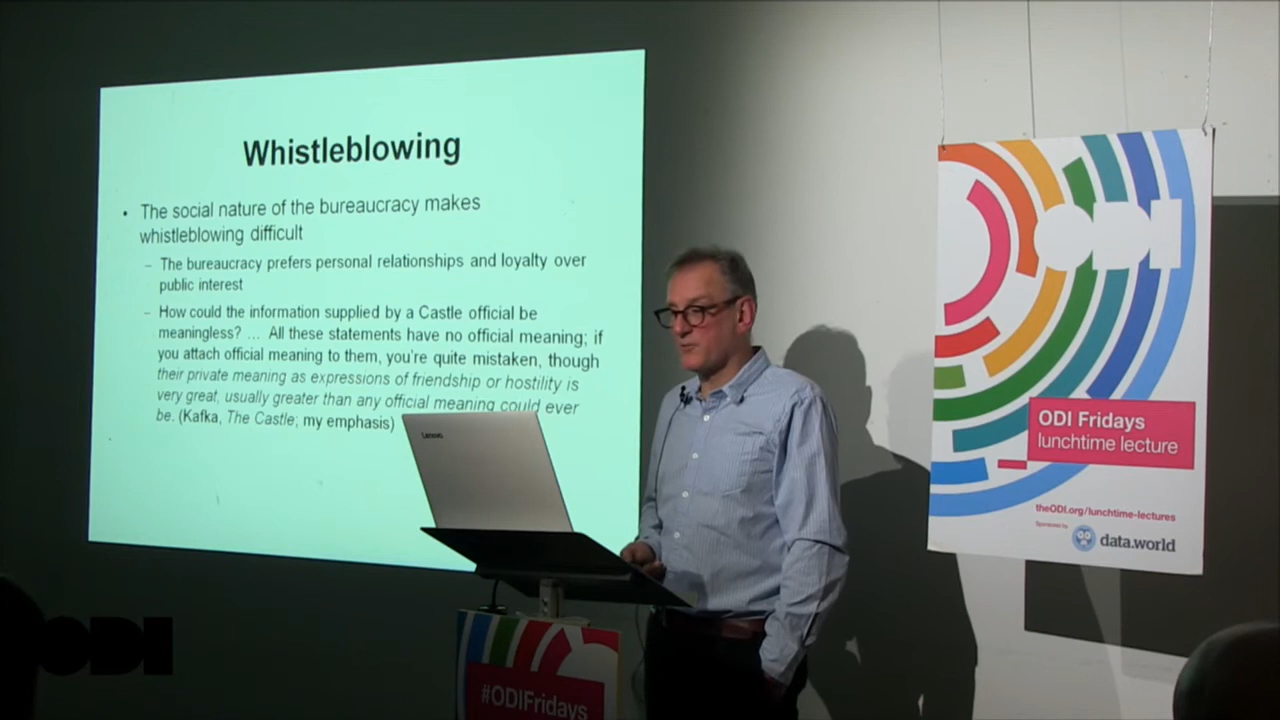 Whistleblowing
• The social nature of the bureaucracy makes
whistleblowing difficult
– The bureaucracy prefers personal relationships and loyalty over
public interest
– How could the information supplied by a Castle official be
meaningless? … All these statements have no official meaning; if
you attach official meaning to them, you're quite mistaken, though
their private meaning as expressions of friendship or hostility is
very great, usually greater than any official meaning could ever
be. (Kafka, The Castle; my emphasis)
Lenovo
#ODIFridays
ODI Fridays
lunchtime lecture
theODI.org/lunchtime-lectures
Sponsored by
data.world
ODI